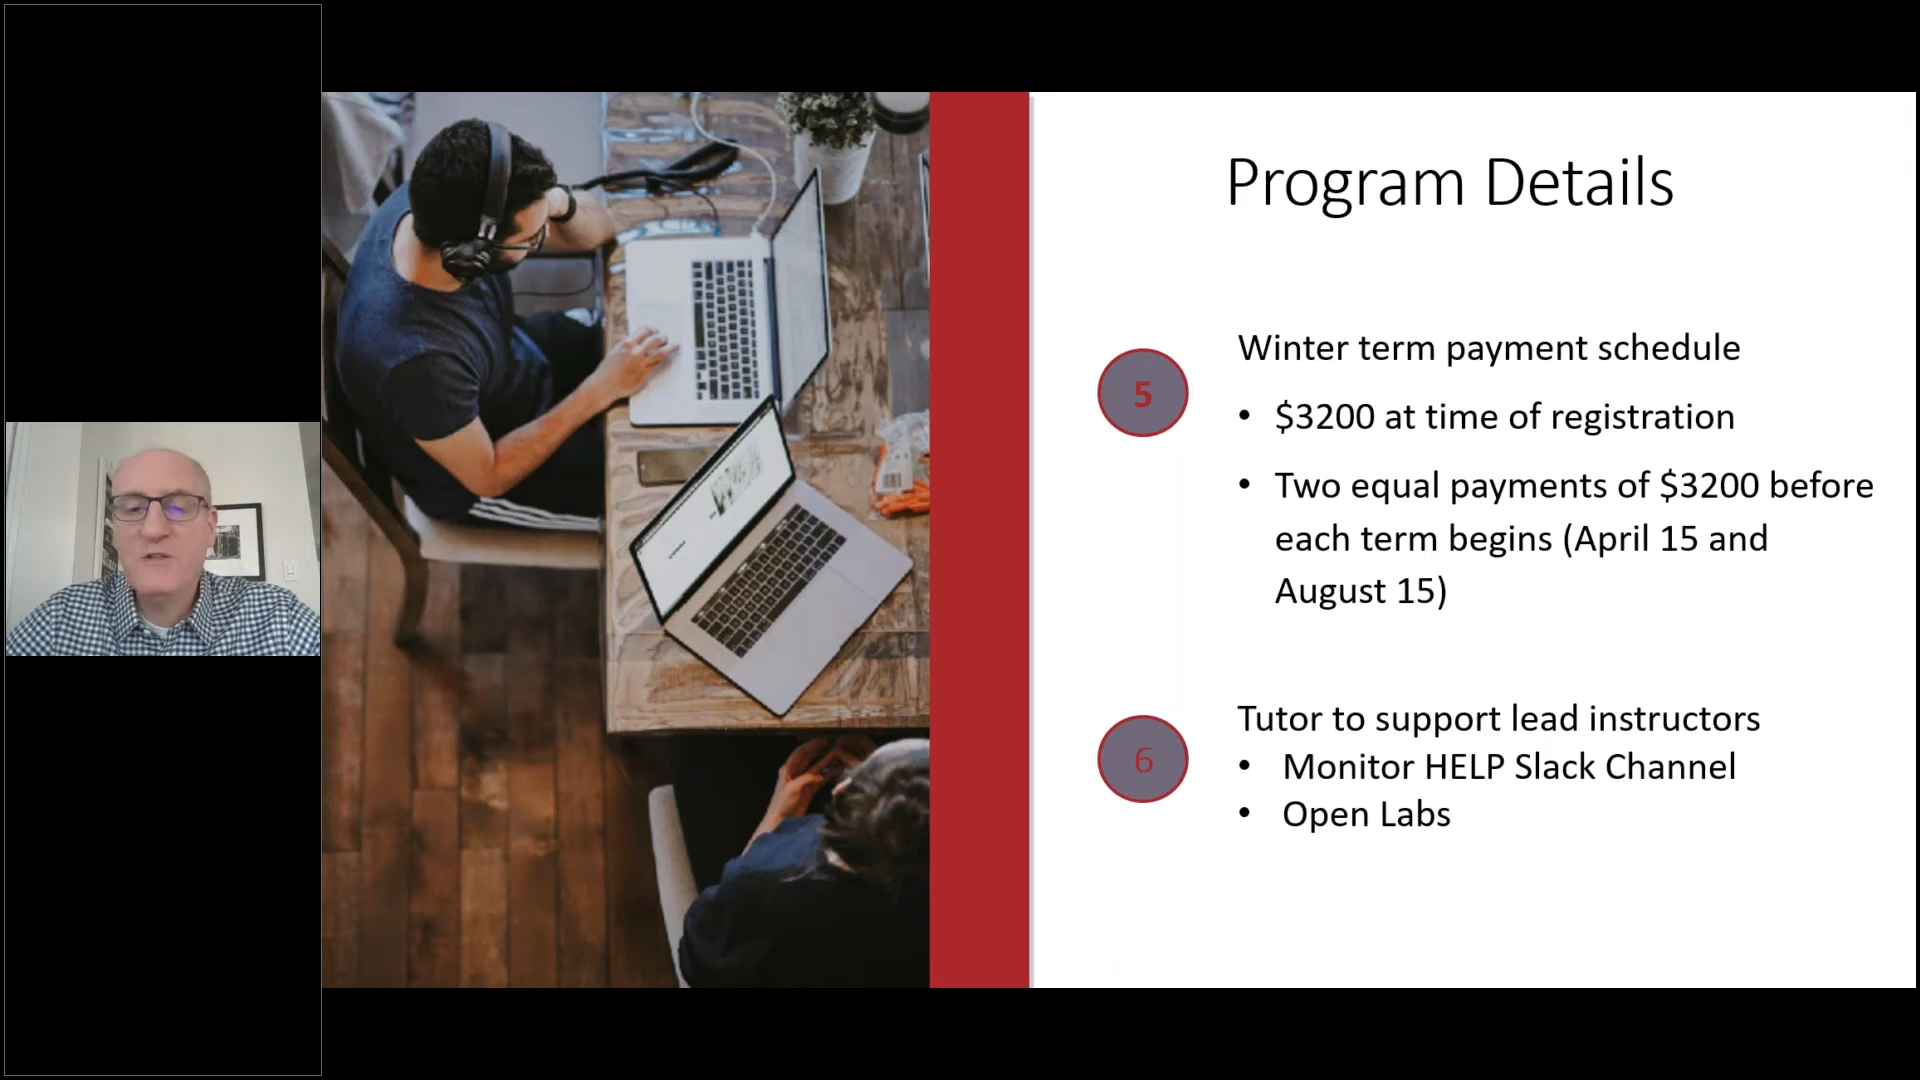 Program Details
5
Winter term payment schedule
• $3200 at time of registration
• Two equal payments of $3200 before
each term begins (April 15 and
August 15)
6
Tutor to support lead instructors
• Monitor HELP Slack Channel
• Open Labs